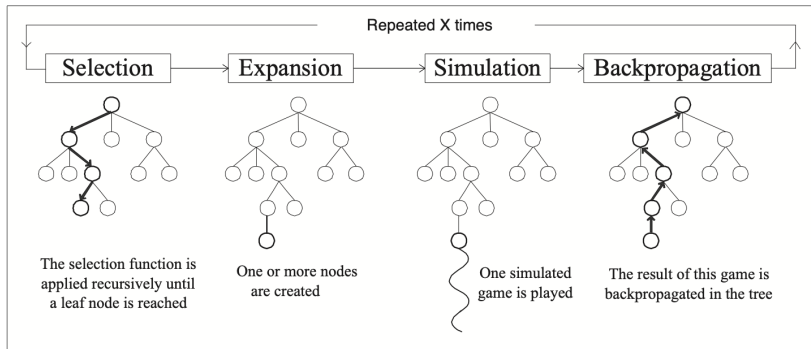 Repeated X times
Selection
Expansion
Simulation
Backpropagation
The selection function is
applied recursively until
a leaf node is reached
One or more nodes
are created
One simulated
game is played
The result of this game is
backpropagated in the tree